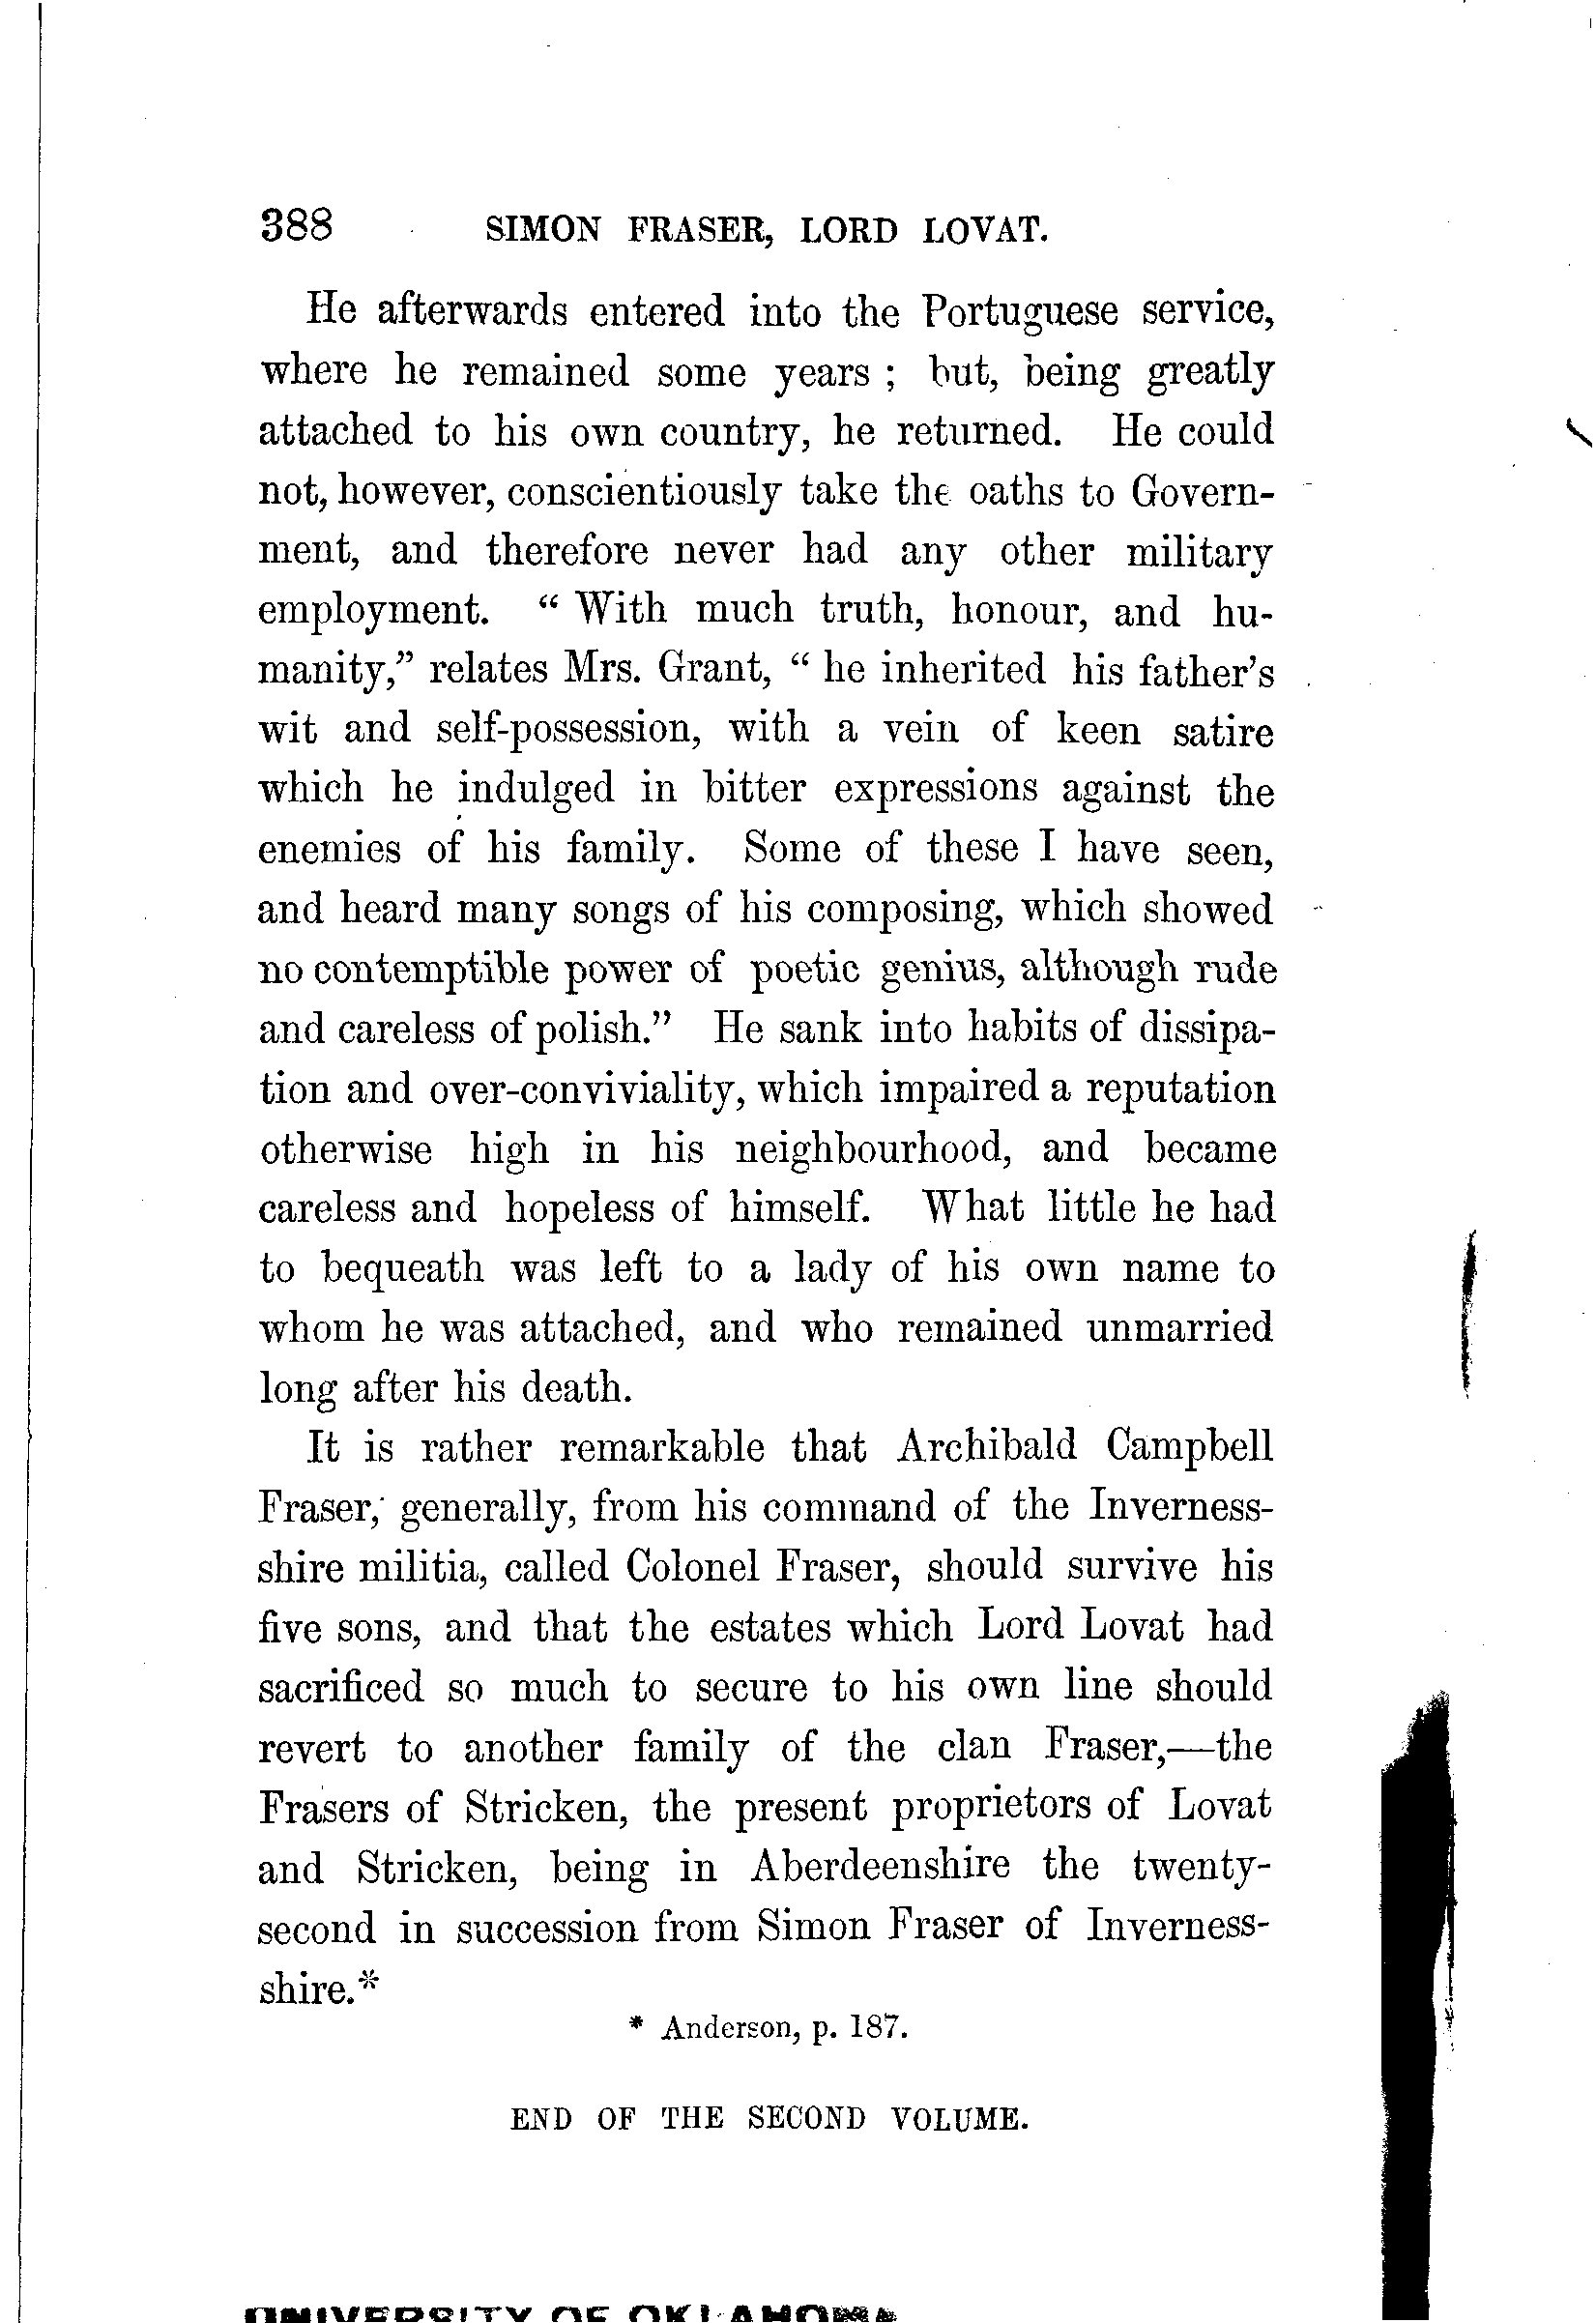 388 SIMON FRASER, LORD LOVAT.
He afterwards entered into the Portuguese service,
where he remained some years ; but, being greatly
attached to his own country, he returned. He could
not, however, conscientiously take the oaths to Govern-
ment, and therefore never had any other military
employment. “ With much truth, honour, and hu-
manity,” relates Mrs. Grant, “ he inherited his father's
wit and self-possession, with a vein of keen satire
which he indulged in bitter expressions against the
enemies of his family. Some of these I have seen,
and heard many songs of his composing, which showed
no contemptible power of poetic genius, although rude
and careless of polish.” He sank into habits of dissipa-
tion and over-conviviality, which impaired a reputation
otherwise high in his neighbourhood, and became
careless and hopeless of himself. What little he had
to bequeath was left to a lady of his own name to
whom he was attached, and who remained unmarried
long after his death.
It is rather remarkable that Archibald Campbell
Fraser, generally, from his command of the Inverness-
shire militia, called Colonel Fraser, should survive his
five sons, and that the estates which Lord Lovat had
sacrificed so much to secure to his own line should
revert to another family of the clan Fraser,—the
Frasers of Stricken, the present proprietors of Lovat
and Stricken, being in Aberdeenshire the twenty-
second in succession from Simon Fraser of Inverness-
shire.*
* Anderson, p. 187.
END OF THE SECOND VOLUME.
UNIVERSITY OF OKLAHOMA